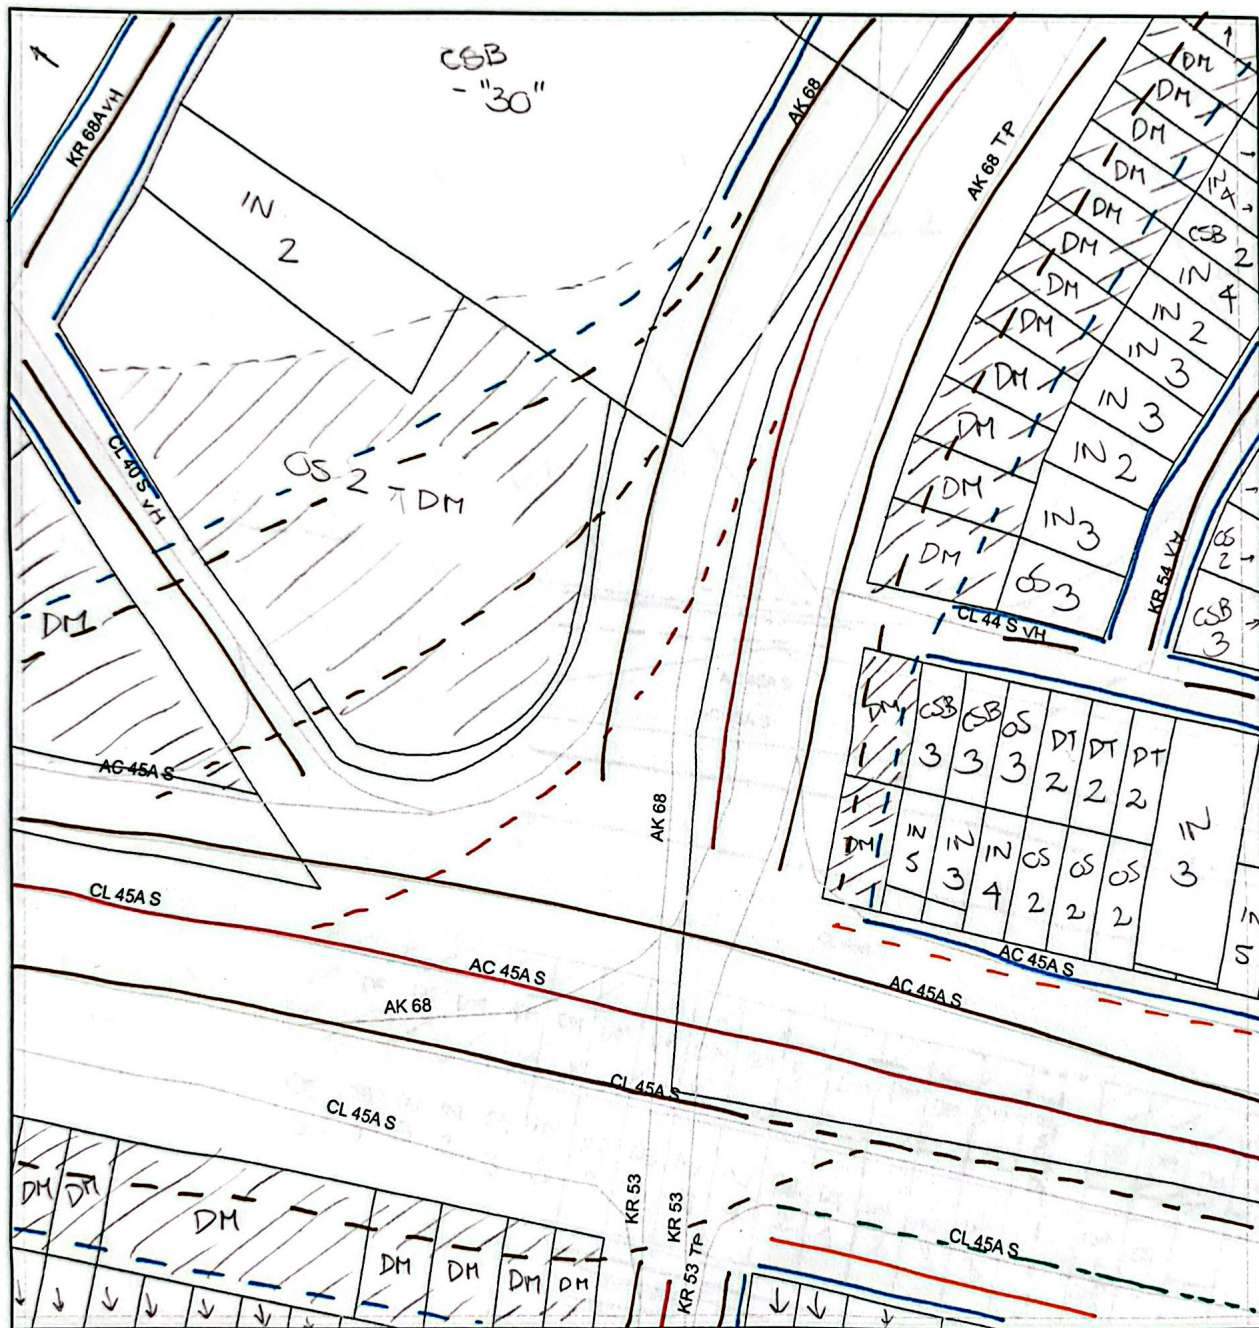 CSB
- "30"
KR 68A VH
AK 68
AK 68 TP
IN
2
DM
DM
DM
DM
DM
DM
DM
DM
DM
DM
DM
DM
CSB
2
IN
4
IN 2
IN 3
IN 3
IN 2
IN 3
OS 3
CL 40 S VH
OS 2 - DM
DM
KR 54 VH
OS
2
CSB
3
CL 44 S VH
DM
CSB
3
CSB
3
OS
3
DT
2
DT
2
DT
2
IN
3
DM
IN
5
IN
3
IN
4
OS
2
OS
2
OS
2
IN
5
AC 45A S
AK 68
CL 45A S
AC 45A S
AC 45A S
AC 45A S
AK 68
CL 45A S
CL 45A S
DM
DM
DM
DM
DM
DM
DM
KR 53
KR 53
KR 53 TP
CL 45A S